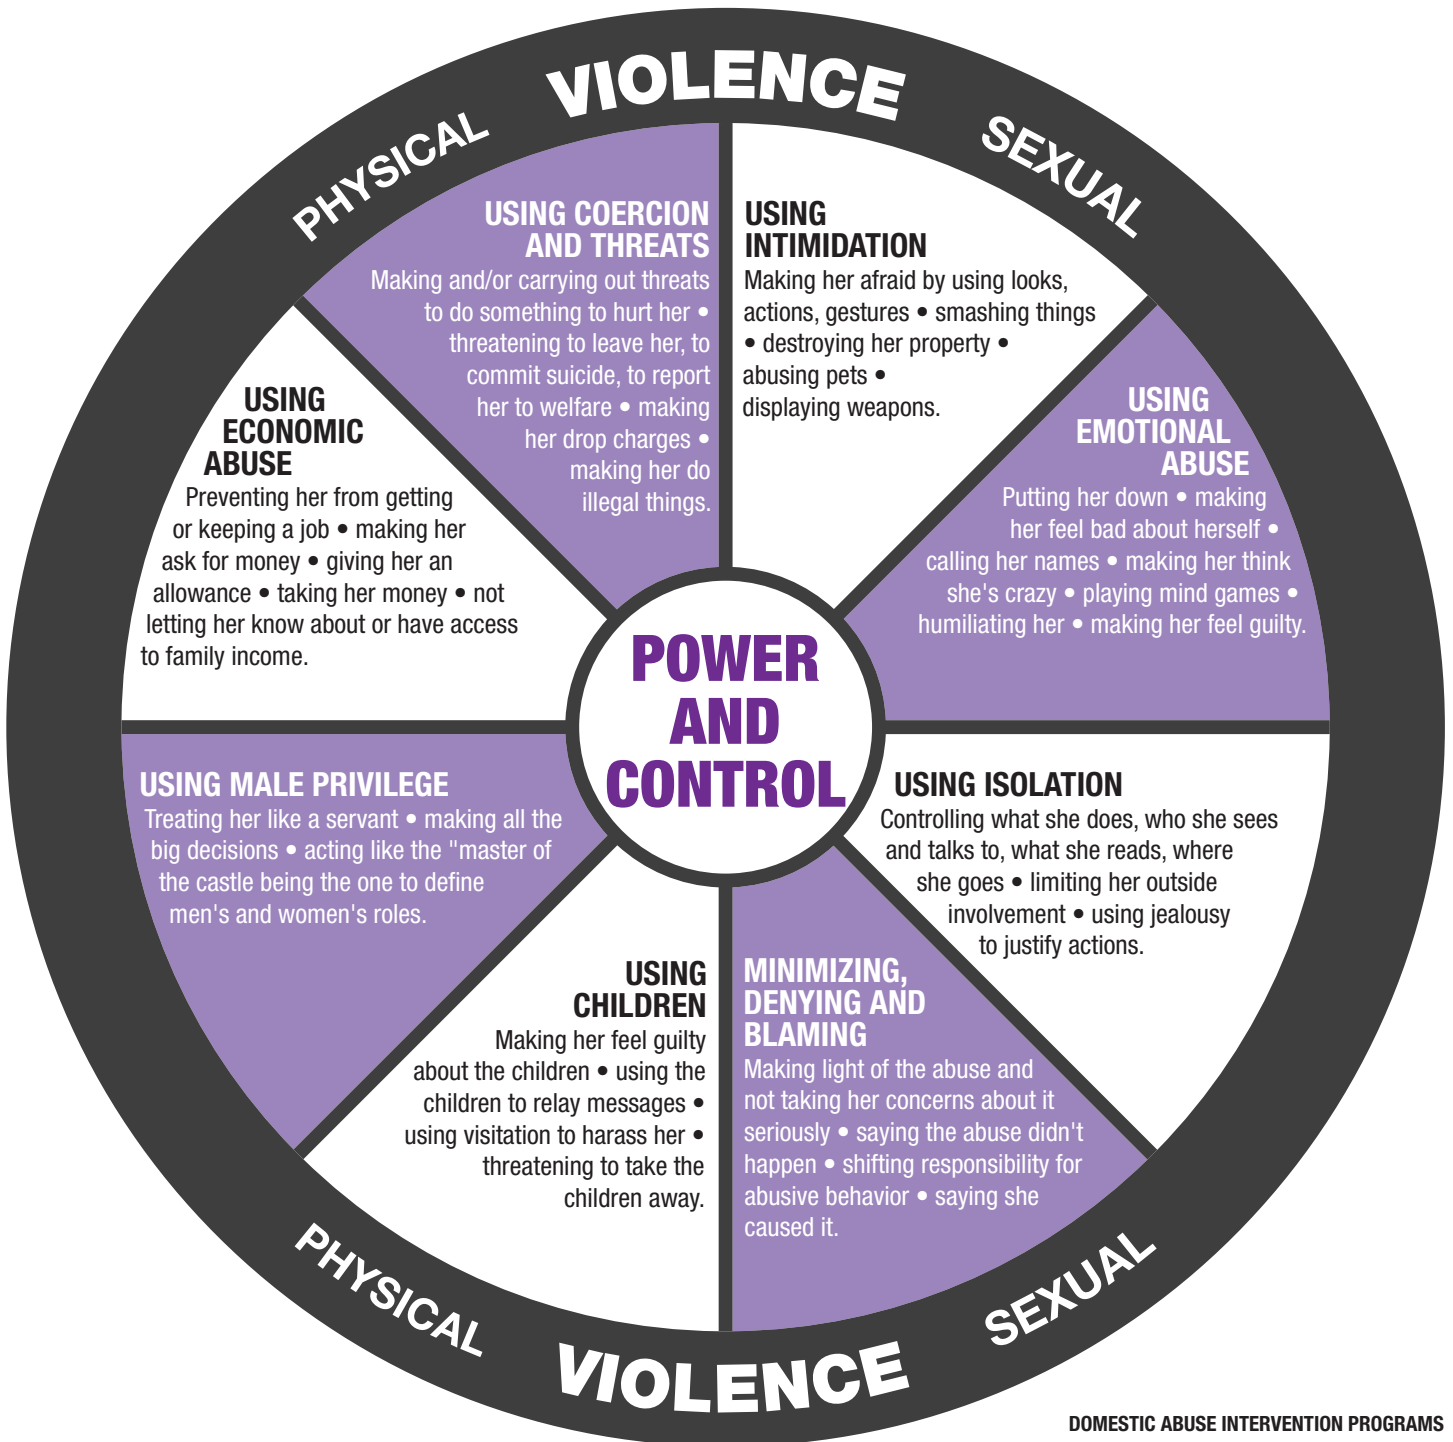 PHYSICAL VIOLENCE SEXUAL
USING COERCION
AND THREATS
Making and/or carrying out threats
to do something to hurt her •
threatening to leave her, to
commit suicide, to report
her to welfare • making
her drop charges •
making her do
illegal things.
USING
INTIMIDATION
Making her afraid by using looks,
actions, gestures • smashing things
• destroying her property •
abusing pets •
displaying weapons.
USING
EMOTIONAL
ABUSE
Putting her down • making
her feel bad about herself •
calling her names • making her think
she's crazy • playing mind games •
humiliating her • making her feel guilty.
USING ISOLATION
Controlling what she does, who she sees
and talks to, what she reads, where
she goes • limiting her outside
involvement • using jealousy
to justify actions.
MINIMIZING,
DENYING AND
BLAMING
Making light of the abuse and
not taking her concerns about it
seriously • saying the abuse didn't
happen • shifting responsibility for
abusive behavior • saying she
caused it.
USING
CHILDREN
Making her feel guilty
about the children • using the
children to relay messages •
using visitation to harass her •
threatening to take the
children away.
USING MALE PRIVILEGE
Treating her like a servant • making all the
big decisions • acting like the "master of
the castle being the one to define
men's and women's roles.
USING
ECONOMIC
ABUSE
Preventing her from getting
or keeping a job • making her
ask for money • giving her an
allowance • taking her money • not
letting her know about or have access
to family income.
POWER
AND
CONTROL
PHYSICAL VIOLENCE SEXUAL
DOMESTIC ABUSE INTERVENTION PROGRAMS